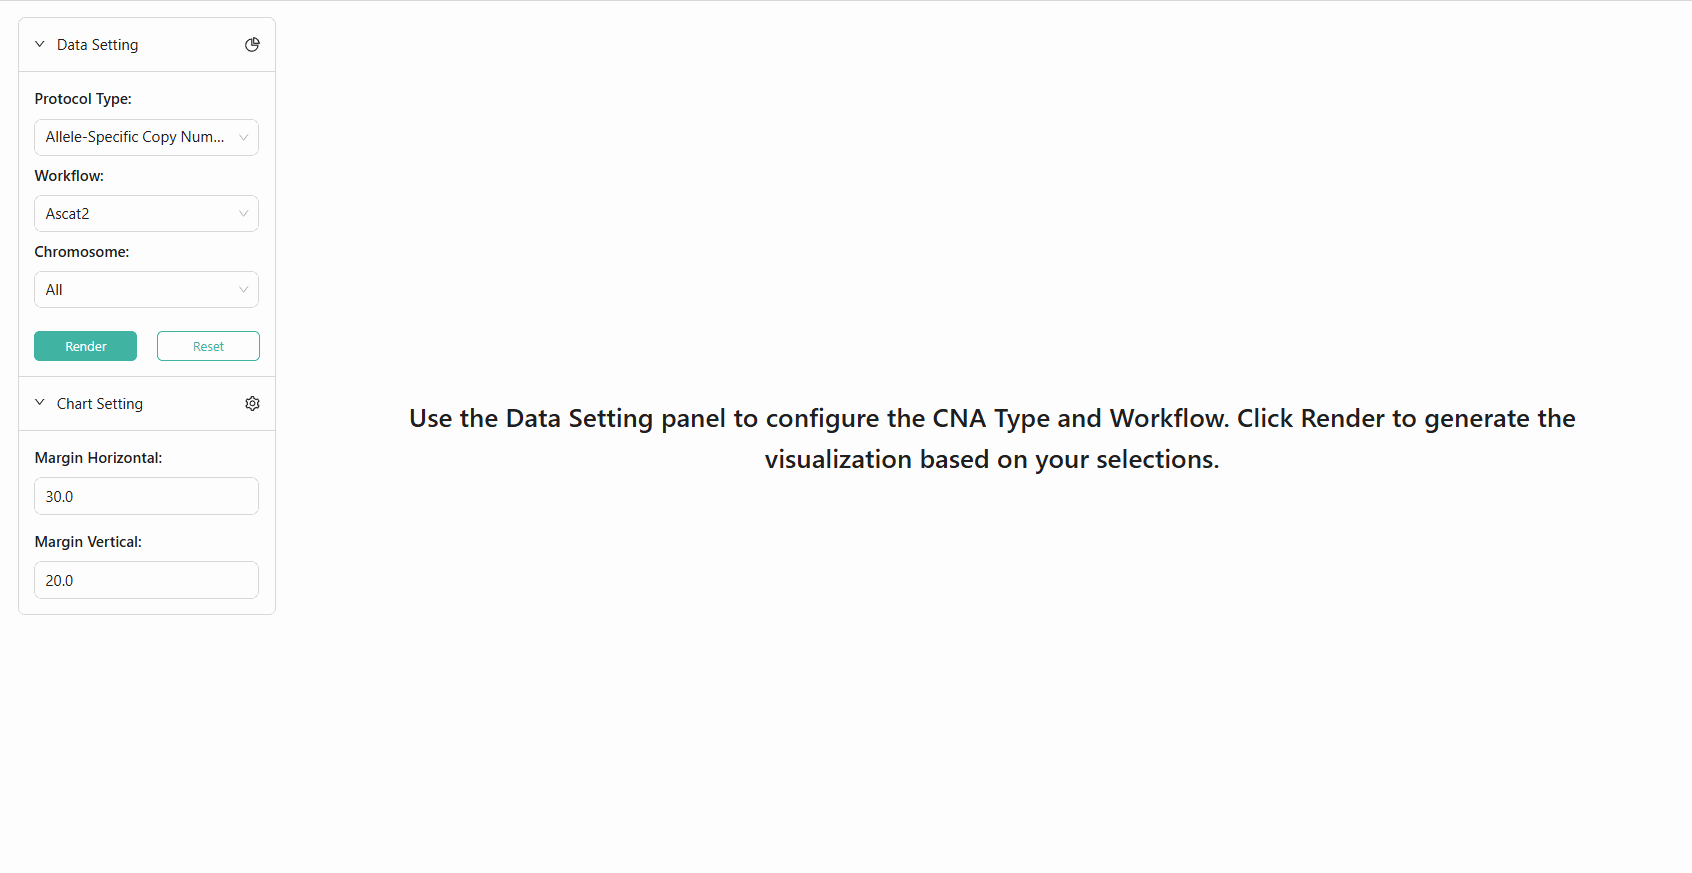 Data Setting
Protocol Type:
Allele-Specific Copy Num...
Workflow:
Ascat2
Chromosome:
All
Render
Reset
Chart Setting
Margin Horizontal:
30.0
Margin Vertical:
20.0
Use the Data Setting panel to configure the CNA Type and Workflow. Click Render to generate the
visualization based on your selections.